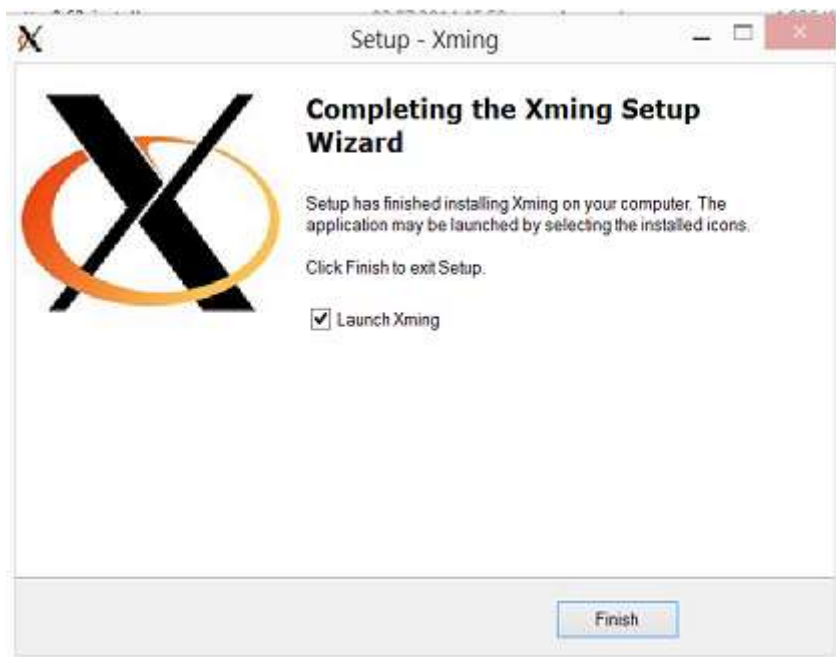 Setup - Xming
Completing the Xming Setup
Wizard
Setup has finished installing Xming on your computer. The
application may be launched by selecting the installed icons.
Click Finish to exit Setup.
Launch Xming
Finish